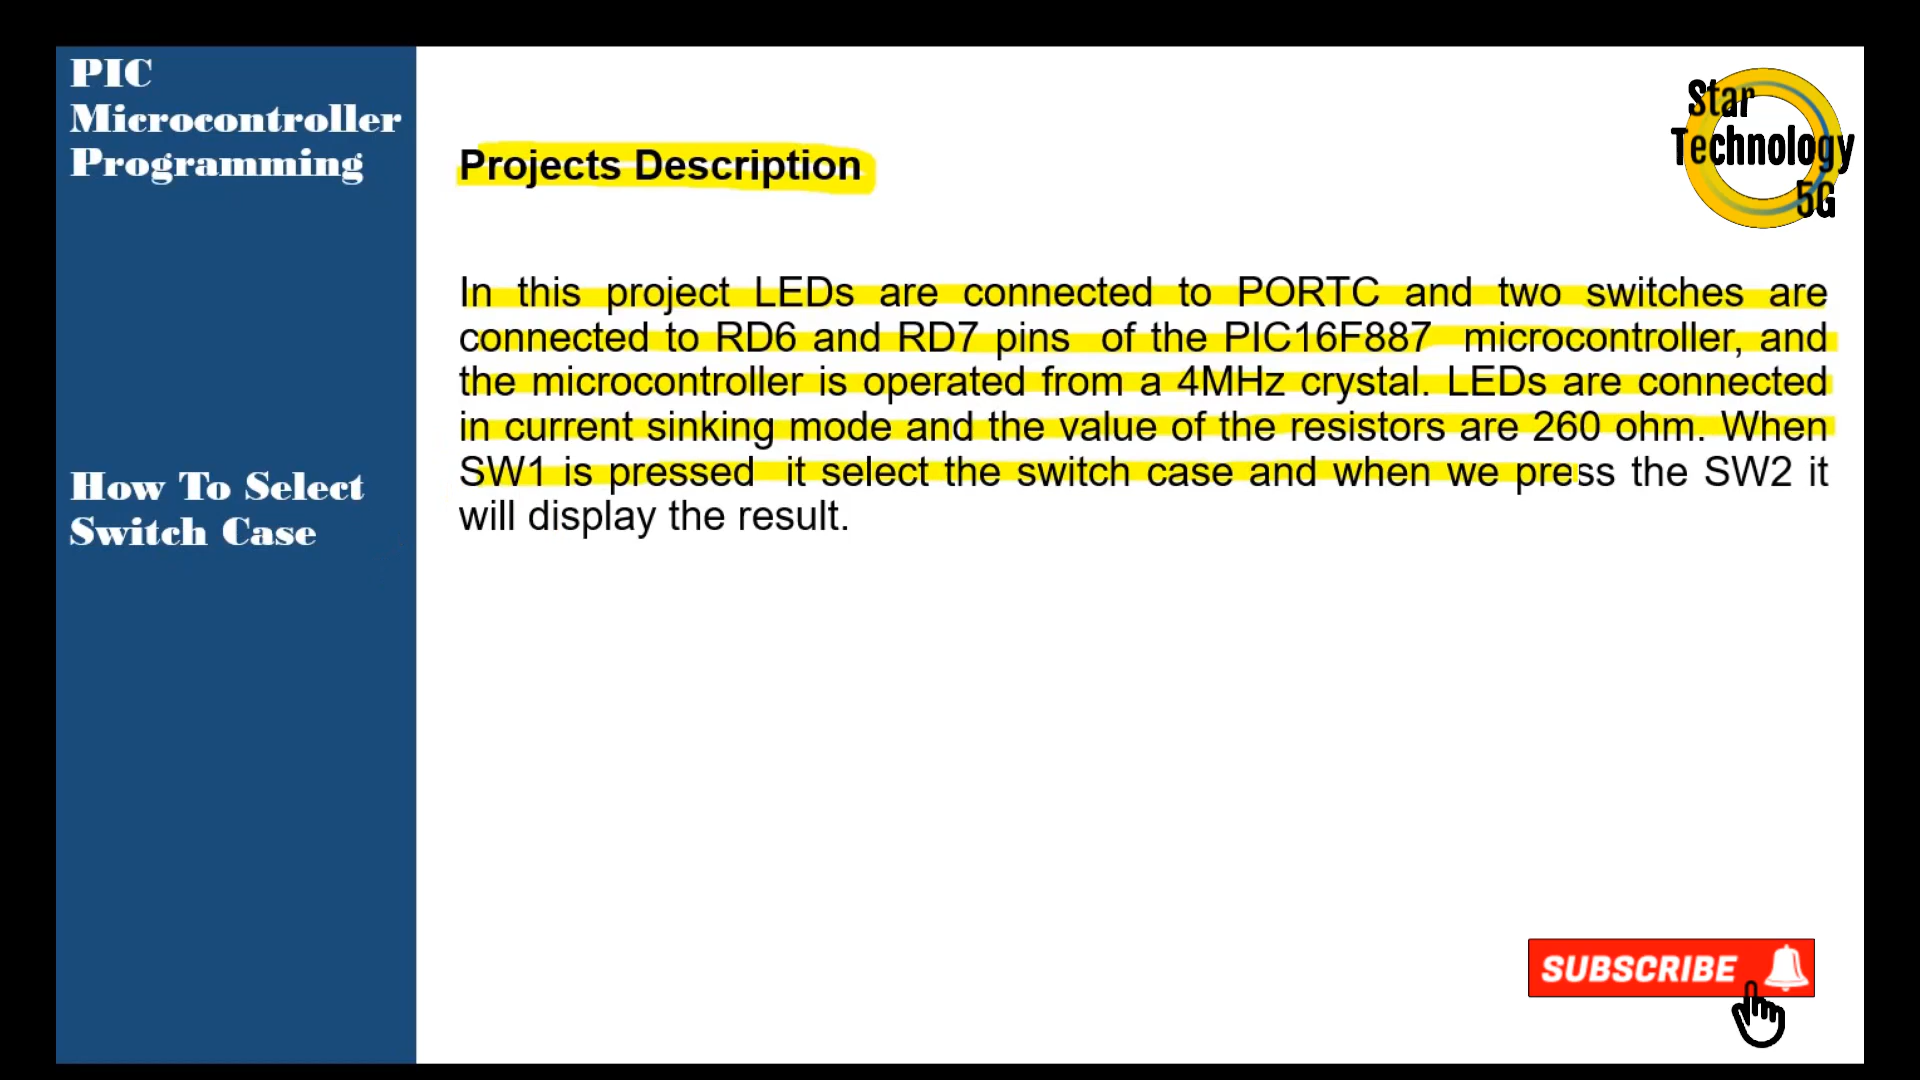 PIC
Microcontroller
Programming
How To Select
Switch Case
Projects Description
In this project LEDs are connected to PORTC and two switches are
connected to RD6 and RD7 pins of the PIC16F887 microcontroller, and
the microcontroller is operated from a 4MHz crystal. LEDs are connected
in current sinking mode and the value of the resistors are 260 ohm. When
SW1 is pressed it select the switch case and when we press the SW2 it
will display the result.
Star
Technology
5G
SUBSCRIBE